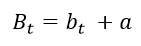 B_t = b_t + a